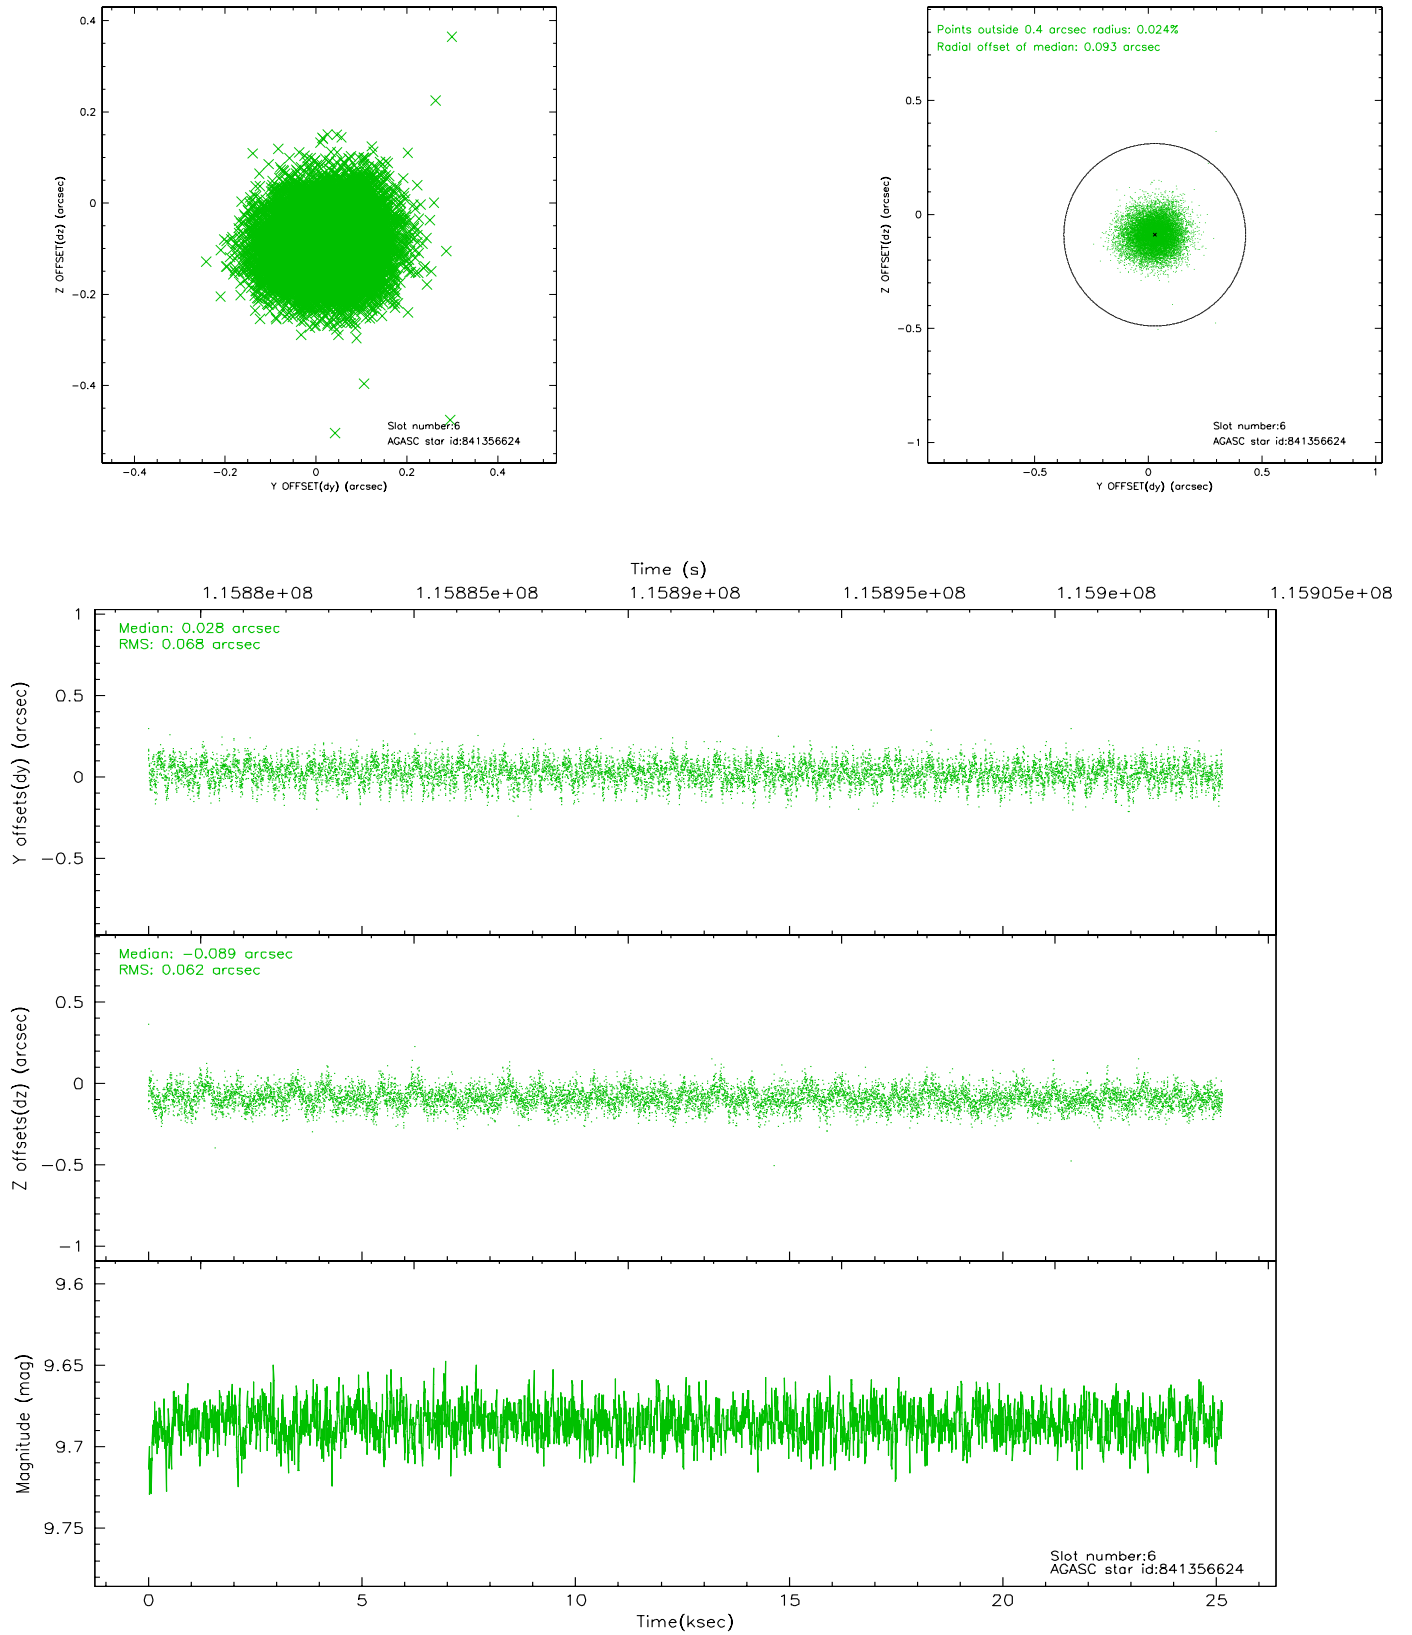 0.4
0.2
0
−0.2
−0.4
Z OFFSET(dz) (arcsec)
−0.4
−0.2
0
0.2
0.4
Y OFFSET(dy) (arcsec)
Slot number:6
AGASC star id:841356624
Points outside 0.4 arcsec radius: 0.024%
Radial offset of median: 0.093 arcsec
0.5
0
−0.5
−1
Z OFFSET(dz) (arcsec)
−0.5
0
0.5
1
Y OFFSET(dy) (arcsec)
Slot number:6
AGASC star id:841356624
Time (s)
1.1588e+08
1.15885e+08
1.1589e+08
1.15895e+08
1.159e+08
1.15905e+08
Median: 0.028 arcsec
RMS: 0.068 arcsec
1
0.5
0
−0.5
Y offsets(dy) (arcsec)
Median: −0.089 arcsec
RMS: 0.062 arcsec
0.5
0
−0.5
−1
Z offsets(dz) (arcsec)
9.6
9.65
9.7
9.75
Magnitude (mag)
Slot number:6
AGASC star id:841356624
0
5
10
15
20
25
Time(ksec)